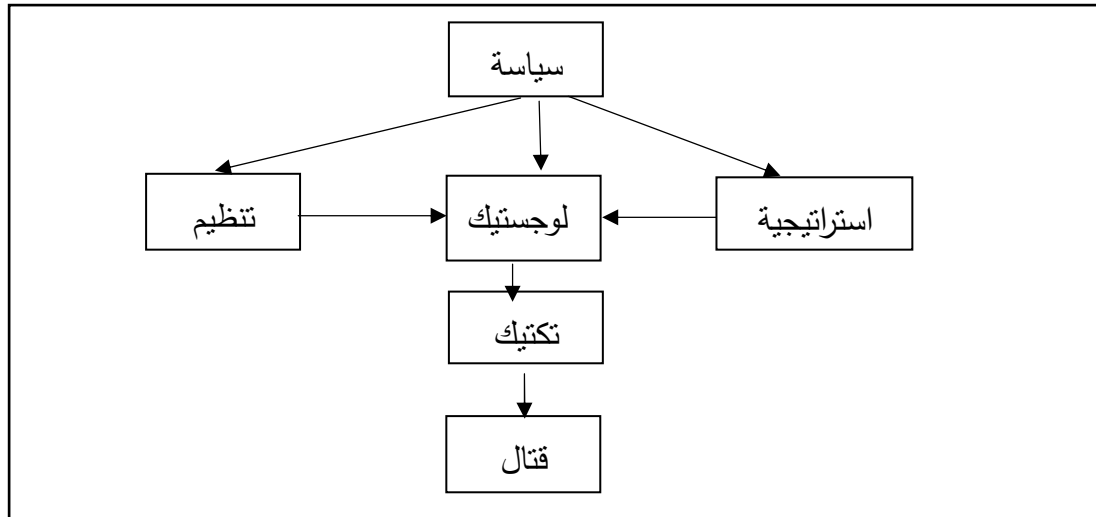 سياسة
استراتيجية
لوجستيك
تنظيم
تكتيك
قتال